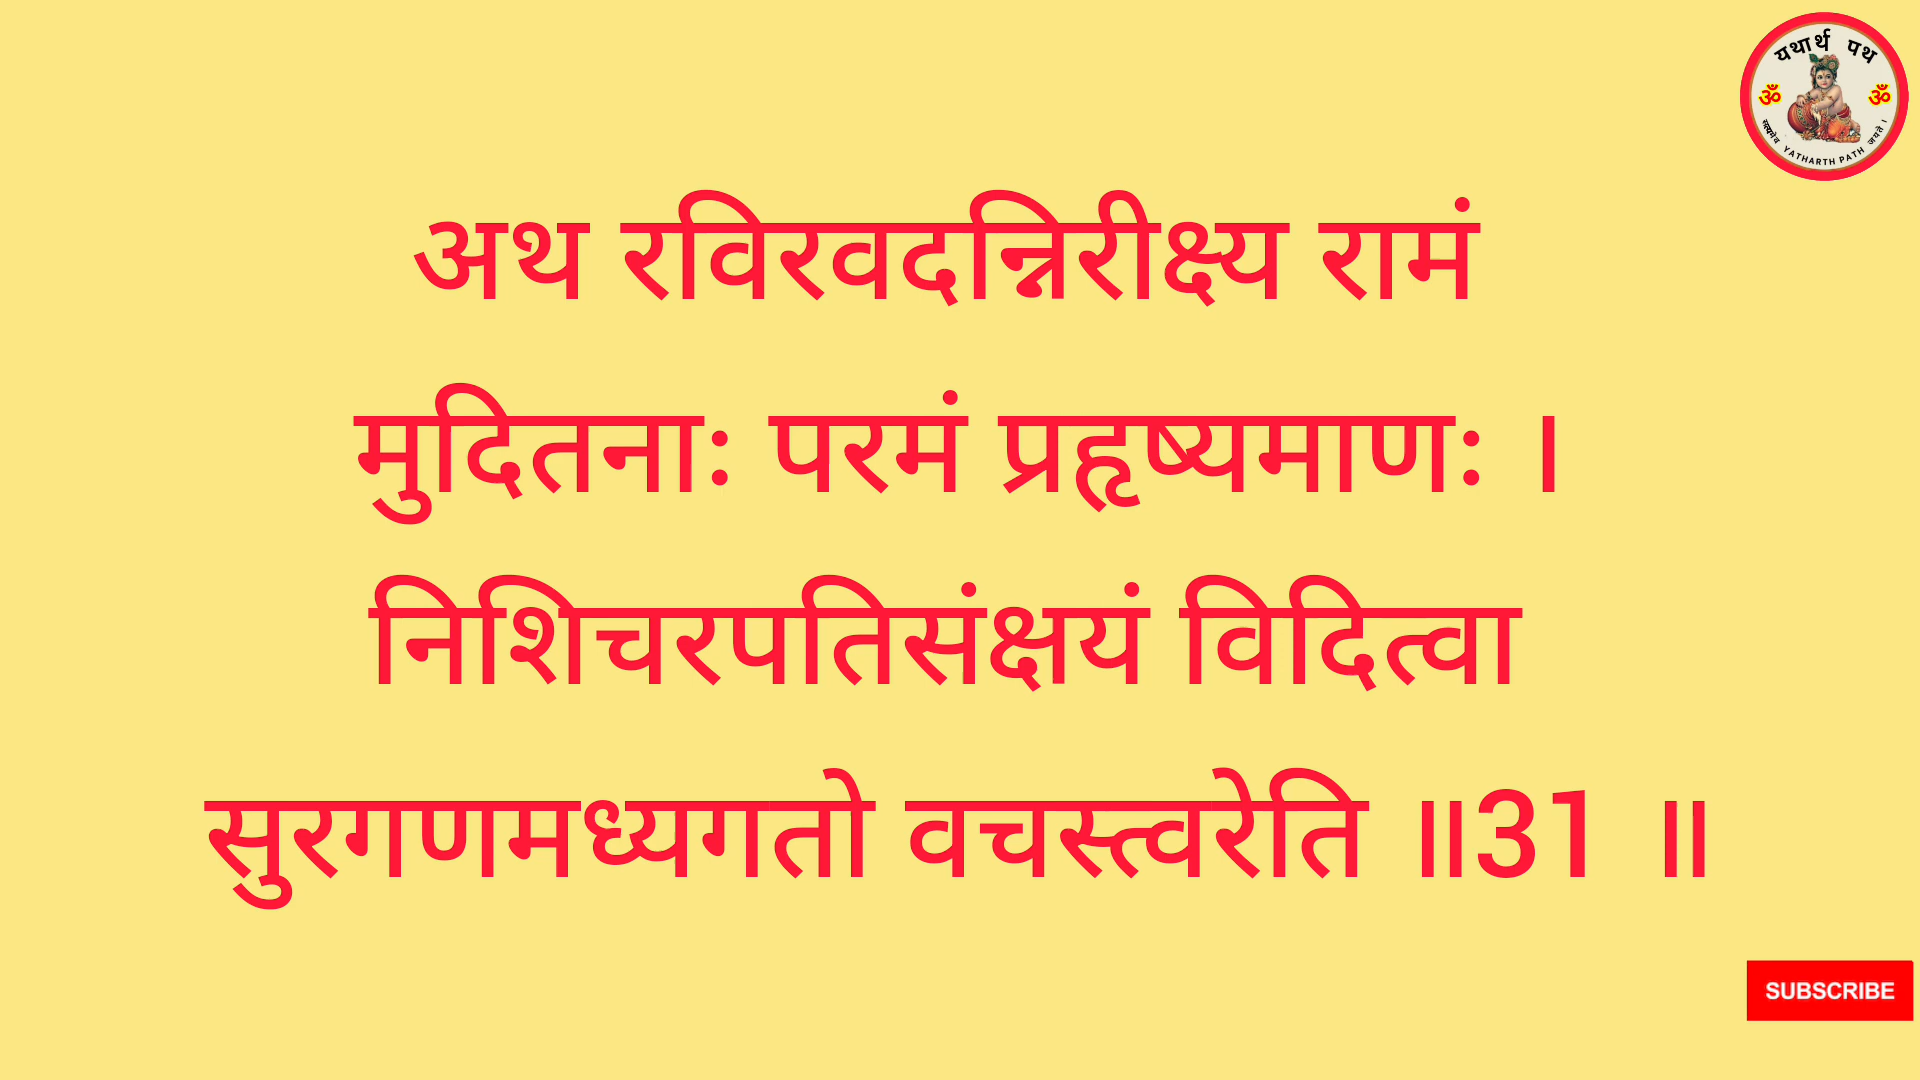 यथार्थ पथ
ॐ ॐ
YATHARTH PATH
अथ रविरवदन्निरीक्ष्य रामं
मुदितनाः परमं प्रहृष्यमाणः ।
निशिचरपतिसंक्षयं विदित्वा
सुरगणमध्यगतो वचस्त्वरेति ॥31 ॥
SUBSCRIBE